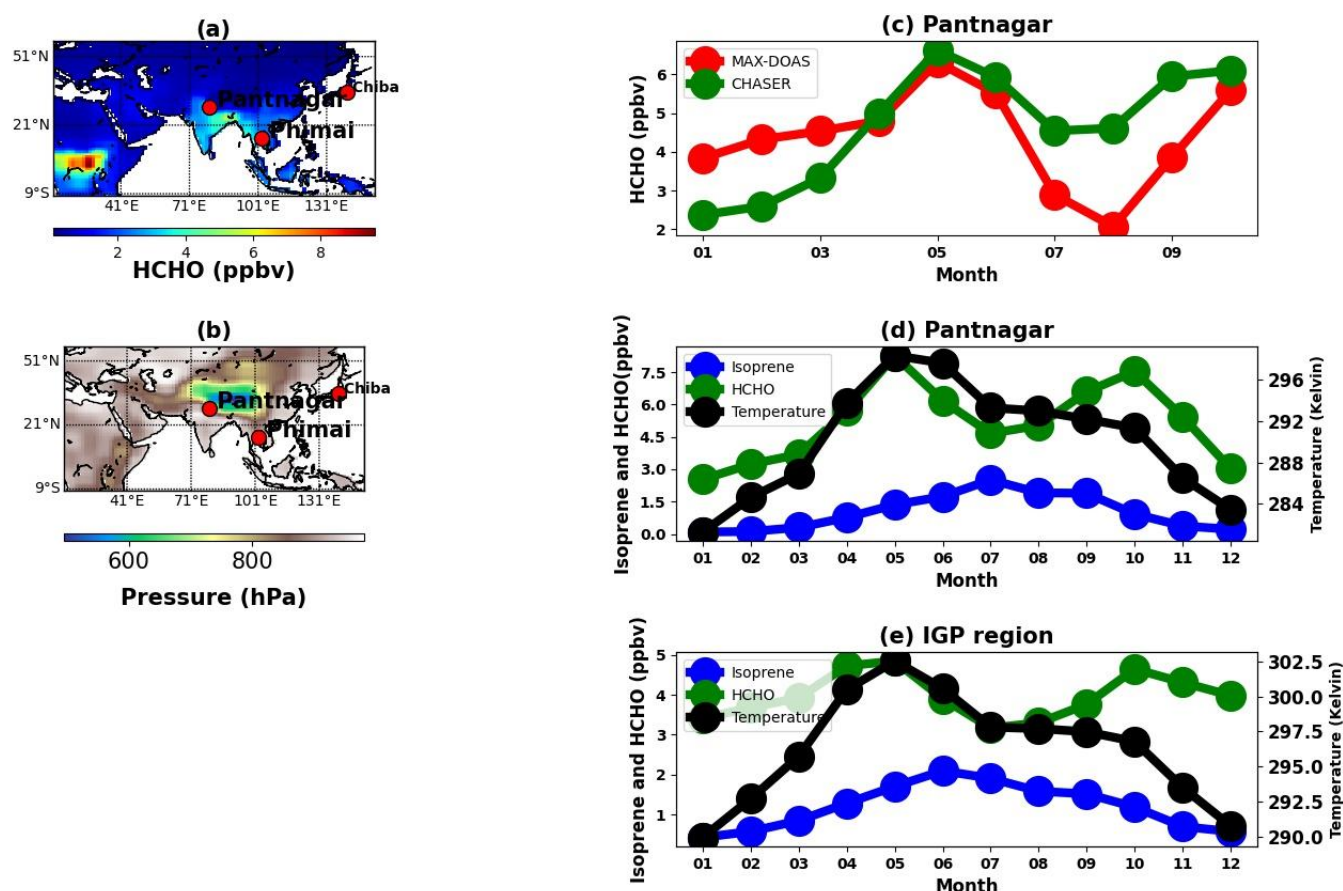 (a)
51°N
21°N
9°S
41°E 71°E 101°E 131°E
Pantnagar
Phimai
Chiba
2 4 6 8
HCHO (ppbv)
(b)
51°N
21°N
9°S
41°E 71°E 101°E 131°E
Pantnagar
Phimai
Chiba
600 800
Pressure (hPa)
(c) Pantnagar
MAX-DOAS
CHASER
HCHO (ppbv)
6
5
4
3
2
01 03 05 07 09
Month
(d) Pantnagar
Isoprene
HCHO
Temperature
Isoprene and HCHO(ppbv)
7.5
6.0
4.5
3.0
1.5
0.0
296
292
288
284
Temperature (Kelvin)
01 02 03 04 05 06 07 08 09 10 11 12
Month
(e) IGP region
Isoprene
HCHO
Temperature
Isoprene and HCHO (ppbv)
5
4
3
2
1
302.5
300.0
297.5
295.0
292.5
290.0
Temperature (Kelvin)
01 02 03 04 05 06 07 08 09 10 11 12
Month